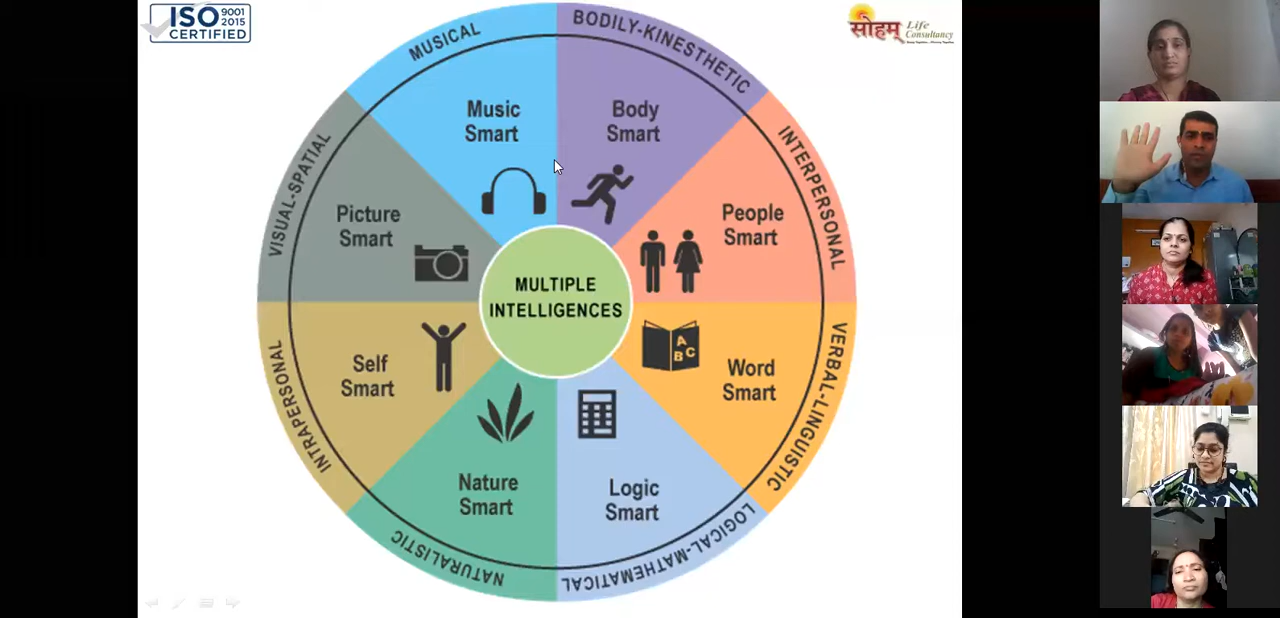 ISO 9001
2015
CERTIFIED
सोहम् Life
Consultancy
MUSICAL
BODILY-KINESTHETIC
INTERPERSONAL
VERBAL-LINGUISTIC
LOGICAL-MATHEMATICAL
NATURALISTIC
INTRAPERSONAL
VISUAL-SPATIAL
Music
Smart
Body
Smart
People
Smart
Word
Smart
Logic
Smart
Nature
Smart
Self
Smart
Picture
Smart
MULTIPLE
INTELLIGENCES
A
B C